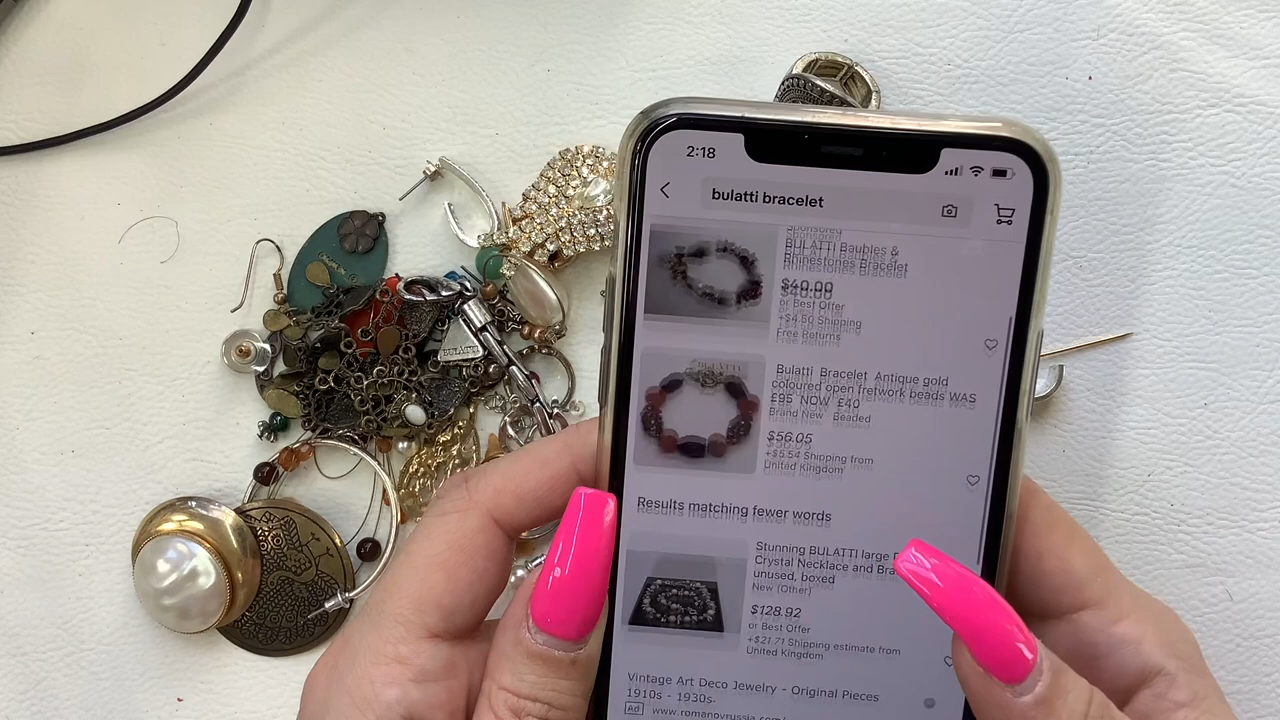 2:18
bulatti bracelet
Sponsored
BULATTI Baubles &
Rhinestones Bracelet
$40.00
or Best Offer
+$4.50 Shipping
Free Returns
Bulatti Bracelet Antique gold
coloured open fretwork beads WAS
£95 NOW £40
Brand New Beaded
$56.05
+$5.54 Shipping from
United Kingdom
Results matching fewer words
Stunning BULATTI large
Crystal Necklace and
unused, boxed
New (Other)
$128.92
or Best Offer
+$21.71 Shipping estimate from
United Kingdom
Vintage Art Deco Jewelry - Original Pieces
1910s - 1930s.
Ad www.romanovrussia.com
BULATTI